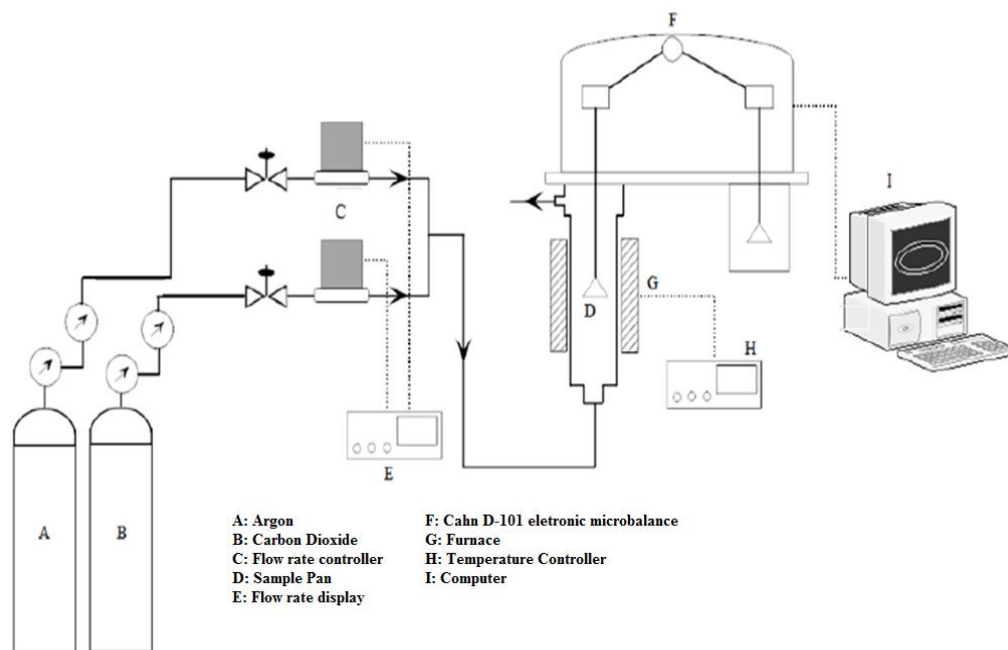 F
I
C
G
D
H
E
A
B
A: Argon
B: Carbon Dioxide
C: Flow rate controller
D: Sample Pan
E: Flow rate display
F: Cahn D-101 eletronic microbalance
G: Furnace
H: Temperature Controller
I: Computer